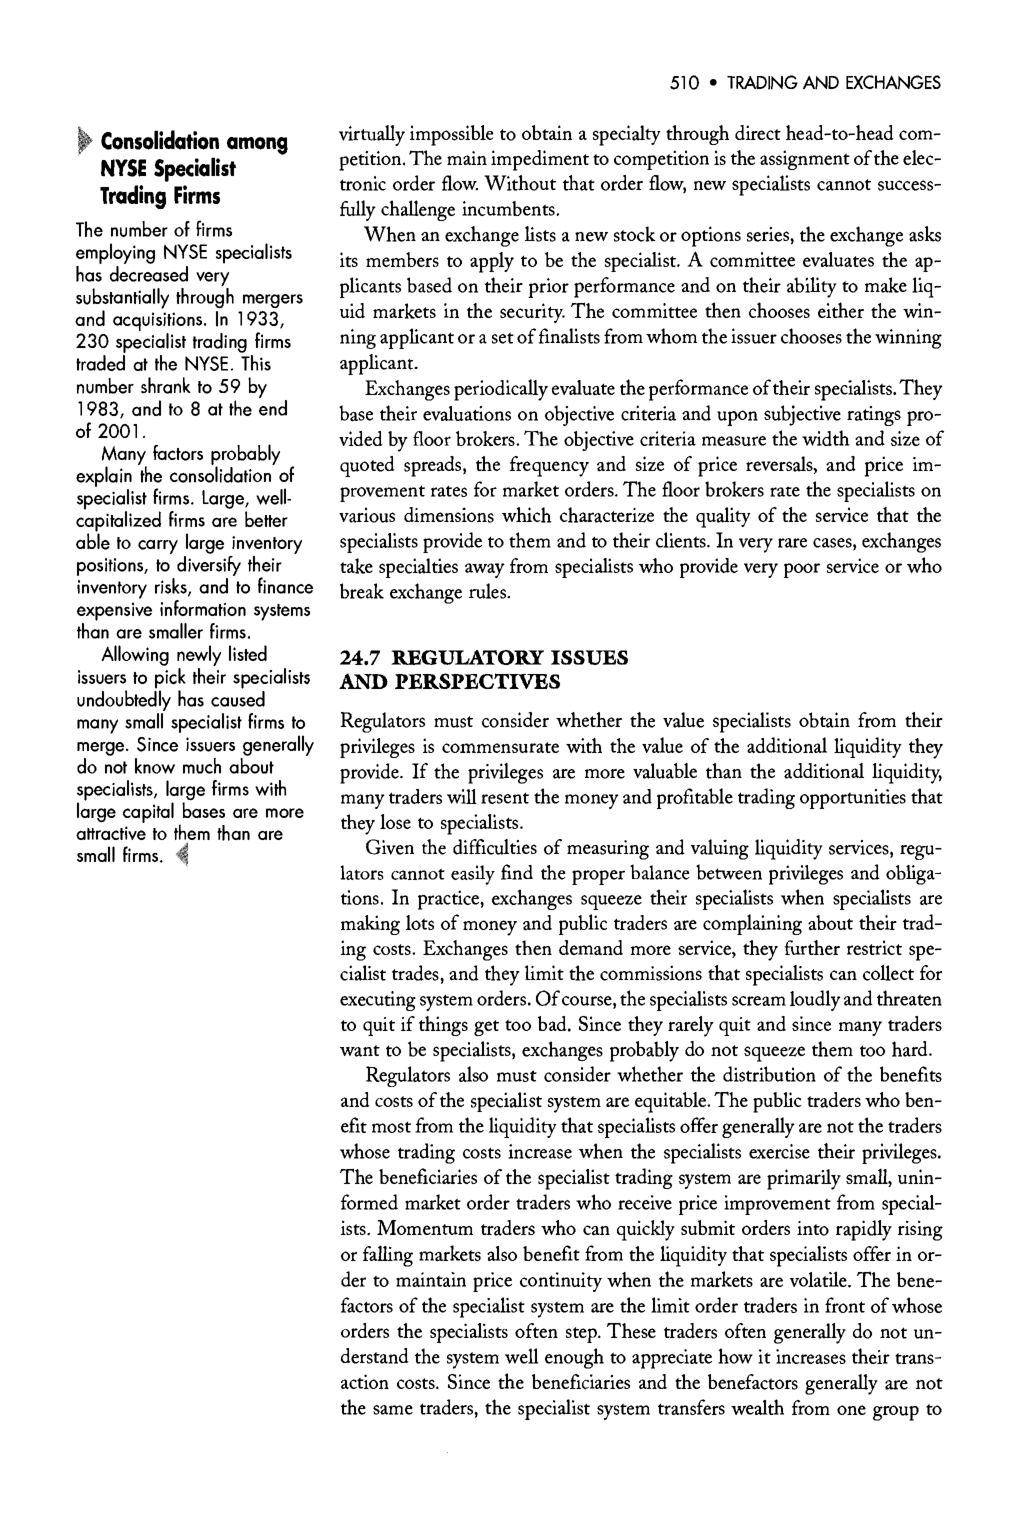 510 • TRADING AND EXCHANGES
Consolidation among
NYSE Specialist
Trading Firms
The number of firms
employing NYSE specialists
has decreased very
substantially through mergers
and acquisitions. In 1933,
230 specialist trading firms
traded at the NYSE. This
number shrank to 59 by
1983, and to 8 at the end
of 2001.
Many factors probably
explain the consolidation of
specialist firms. Large, well-
capitalized firms are better
able to carry large inventory
positions, to diversify their
inventory risks, and to finance
expensive information systems
than are smaller firms.
Allowing newly listed
issuers to pick their specialists
undoubtedly has caused
many small specialist firms to
merge. Since issuers generally
do not know much about
specialists, large firms with
large capital bases are more
attractive to them than are
small firms.
virtually impossible to obtain a specialty through direct head-to-head com-
petition. The main impediment to competition is the assignment of the elec-
tronic order flow. Without that order flow, new specialists cannot success-
fully challenge incumbents.
When an exchange lists a new stock or options series, the exchange asks
its members to apply to be the specialist. A committee evaluates the ap-
plicants based on their prior performance and on their ability to make liq-
uid markets in the security. The committee then chooses either the win-
ning applicant or a set of finalists from whom the issuer chooses the winning
applicant.
Exchanges periodically evaluate the performance of their specialists. They
base their evaluations on objective criteria and upon subjective ratings pro-
vided by floor brokers. The objective criteria measure the width and size of
quoted spreads, the frequency and size of price reversals, and price im-
provement rates for market orders. The floor brokers rate the specialists on
various dimensions which characterize the quality of the service that the
specialists provide to them and to their clients. In very rare cases, exchanges
take specialties away from specialists who provide very poor service or who
break exchange rules.
24.7 REGULATORY ISSUES
AND PERSPECTIVES
Regulators must consider whether the value specialists obtain from their
privileges is commensurate with the value of the additional liquidity they
provide. If the privileges are more valuable than the additional liquidity,
many traders will resent the money and profitable trading opportunities that
they lose to specialists.
Given the difficulties of measuring and valuing liquidity services, regu-
lators cannot easily find the proper balance between privileges and obliga-
tions. In practice, exchanges squeeze their specialists when specialists are
making lots of money and public traders are complaining about their trad-
ing costs. Exchanges then demand more service, they further restrict spe-
cialist trades, and they limit the commissions that specialists can collect for
executing system orders. Of course, the specialists scream loudly and threaten
to quit if things get too bad. Since they rarely quit and since many traders
want to be specialists, exchanges probably do not squeeze them too hard.
Regulators also must consider whether the distribution of the benefits
and costs of the specialist system are equitable. The public traders who ben-
efit most from the liquidity that specialists offer generally are not the traders
whose trading costs increase when the specialists exercise their privileges.
The beneficiaries of the specialist trading system are primarily small, unin-
formed market order traders who receive price improvement from special-
ists. Momentum traders who can quickly submit orders into rapidly rising
or falling markets also benefit from the liquidity that specialists offer in or-
der to maintain price continuity when the markets are volatile. The bene-
factors of the specialist system are the limit order traders in front of whose
orders the specialists often step. These traders often generally do not un-
derstand the system well enough to appreciate how it increases their trans-
action costs. Since the beneficiaries and the benefactors generally are not
the same traders, the specialist system transfers wealth from one group to